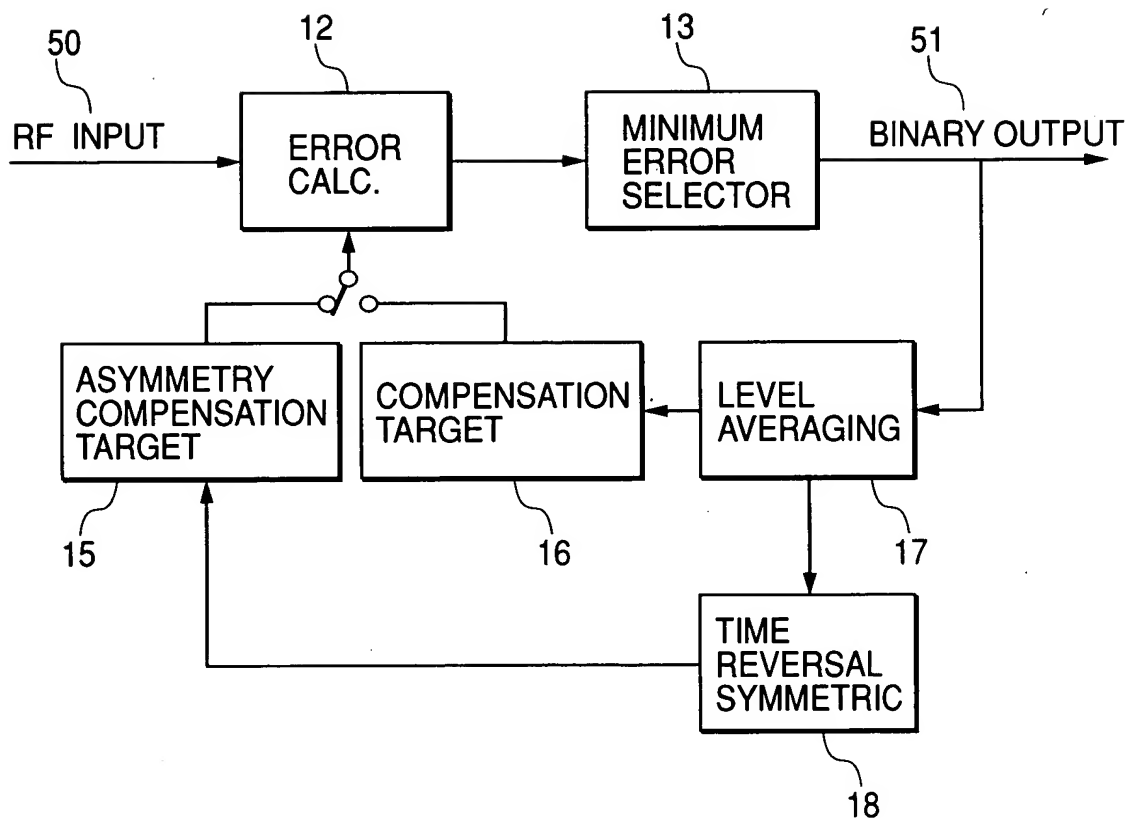 50
12
13
51
RF INPUT
ERROR
CALC.
MINIMUM
ERROR
SELECTOR
BINARY OUTPUT
ASYMMETRY
COMPENSATION
TARGET
COMPENSATION
TARGET
LEVEL
AVERAGING
15
16
17
TIME
REVERSAL
SYMMETRIC
18